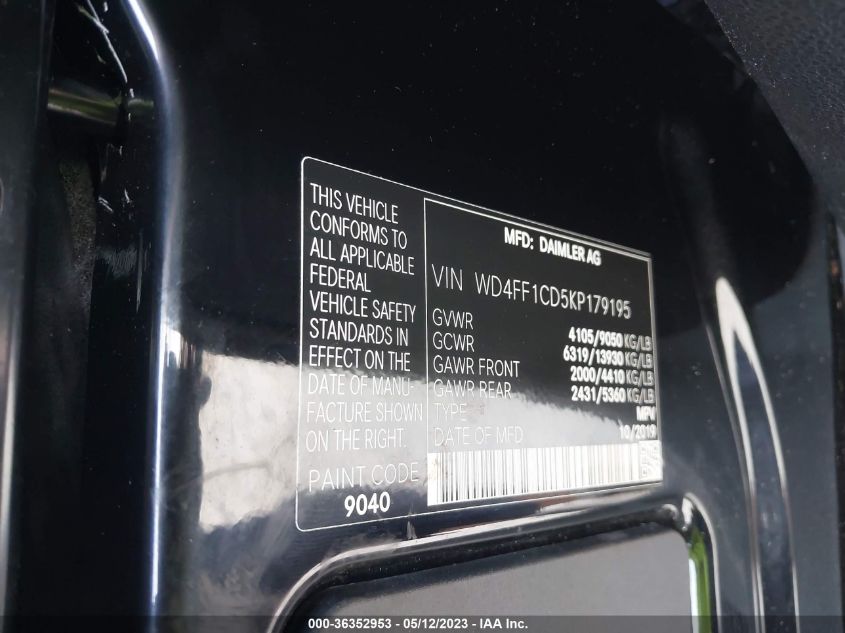 THIS VEHICLE
CONFORMS TO
ALL APPLICABLE
FEDERAL
VEHICLE SAFETY
STANDARDS IN
EFFECT ON THE
DATE OF MANU-
FACTURE SHOWN
ON THE RIGHT.
PAINT CODE
9040
MFD: DAIMLER AG
VIN WD4FF1CD5KP179195
GVWR 4105/9050 KG/LB
GCWR 6319/13930 KG/LB
GAWR FRONT 2000/4410 KG/LB
GAWR REAR 2431/5360 KG/LB
TYPE MPV
DATE OF MFD 10/2019
000-36352953 - 05/12/2023 - IAA Inc.